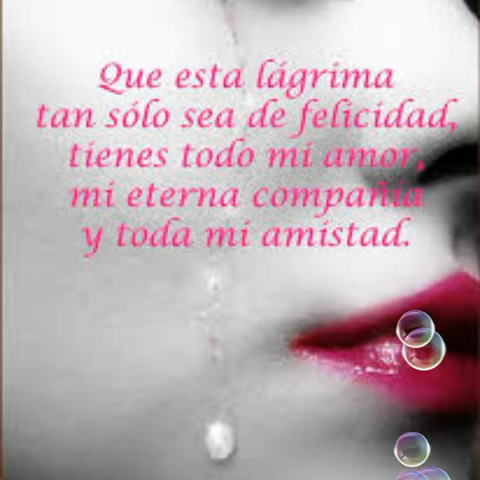 Que esta lágrima
tan sólo sea de felicidad,
tienes todo mi amor,
mi eterna compañía
y toda mi amistad.